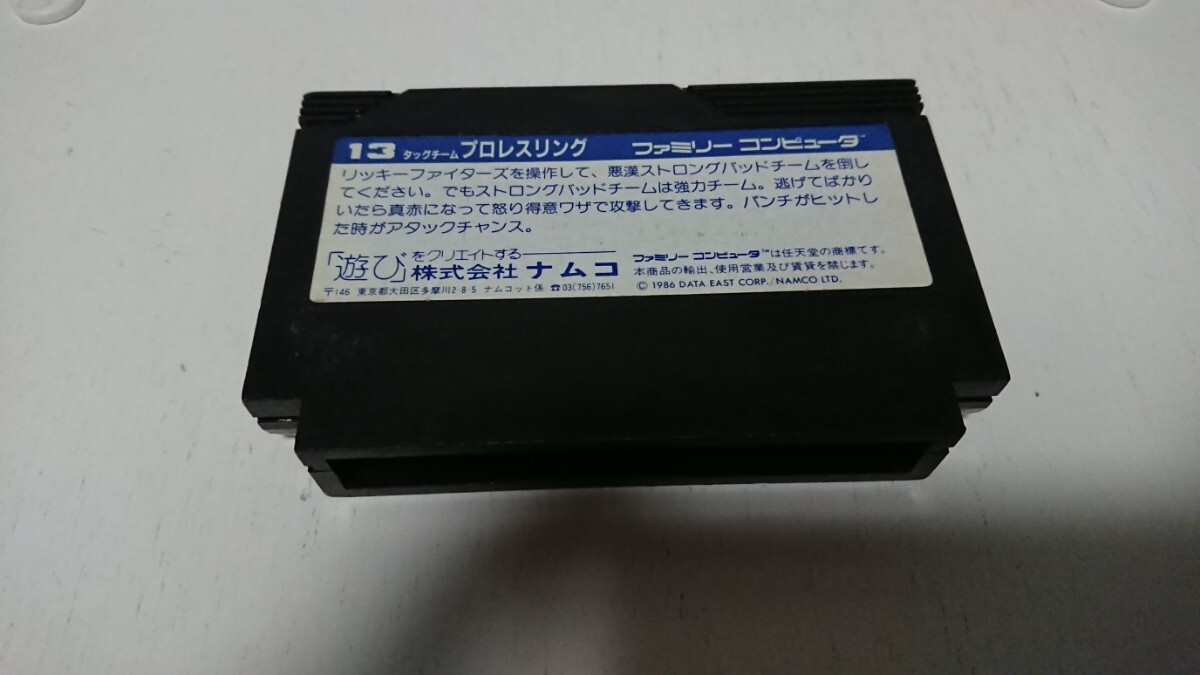 13 タッグチーム プロレスリング ファミリー コンピュータ™
リッキーファイターズを操作して、悪漢ストロングバッドチームを倒し
てください。でもストロングバッドチームは強力チーム。逃げてばかり
いたら真赤になって怒り得意ワザで攻撃してきます。パンチがヒットし
た時がアタックチャンス。
「遊び」をクリエイトする
株式会社 ナムコ
〒146 東京都大田区多摩川2-8-5 ナムコット係 ☎03(756)7651
ファミリー コンピュータ™は任天堂の商標です。
本商品の輸出、使用営業及び賃貸を禁じます。
© 1986 DATA EAST CORP./NAMCO LTD.